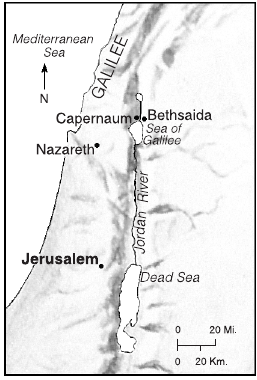 Mediterranean
Sea
GALILEE
N
Capernaum
Bethsaida
Sea of
Galilee
Nazareth
Jordan River
Jerusalem
Dead Sea
0 20 Mi.
0 20 Km.